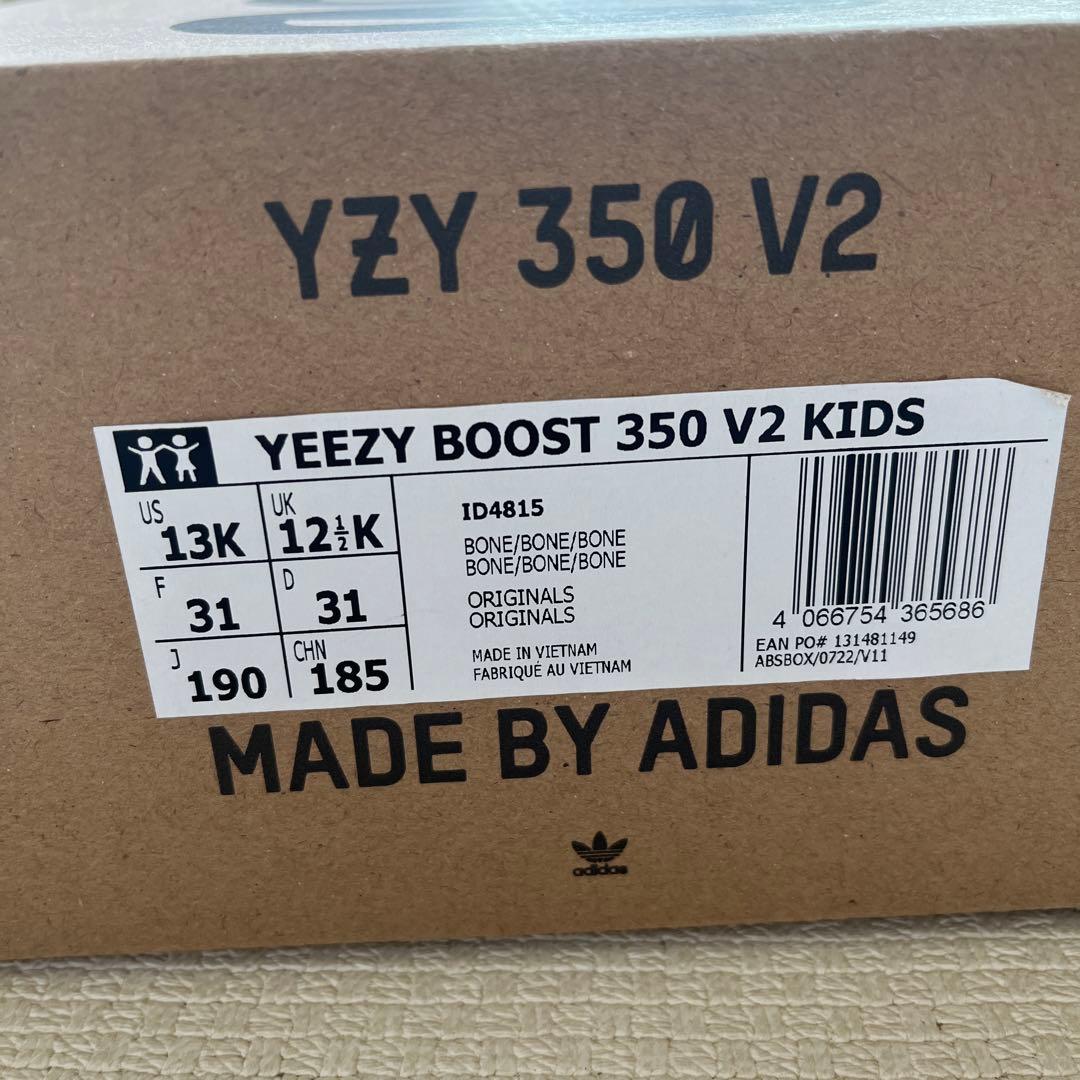 YZY 350 V2
YEEZY BOOST 350 V2 KIDS
US
13K
UK
12½K
F
31
D
31
J
190
CHN
185
ID4815
BONE/BONE/BONE
BONE/BONE/BONE
ORIGINALS
ORIGINALS
MADE IN VIETNAM
FABRIQUÉ AU VIETNAM
4 066754 365686
EAN PO# 131481149
ABSBOX/0722/V11
MADE BY ADIDAS
adidas